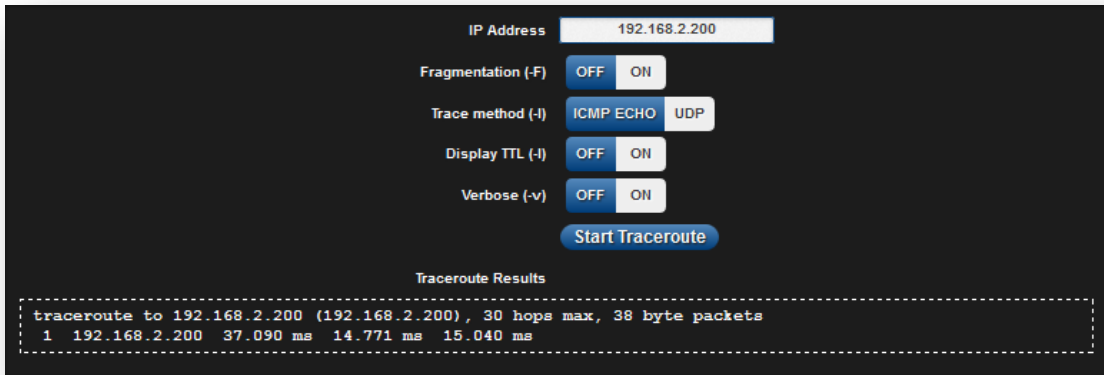 IP Address 192.168.2.200
Fragmentation (-F) OFF ON
Trace method (-I) ICMP ECHO UDP
Display TTL (-l) OFF ON
Verbose (-v) OFF ON
Start Traceroute
Traceroute Results
traceroute to 192.168.2.200 (192.168.2.200), 30 hops max, 38 byte packets
1 192.168.2.200 37.090 ms 14.771 ms 15.040 ms